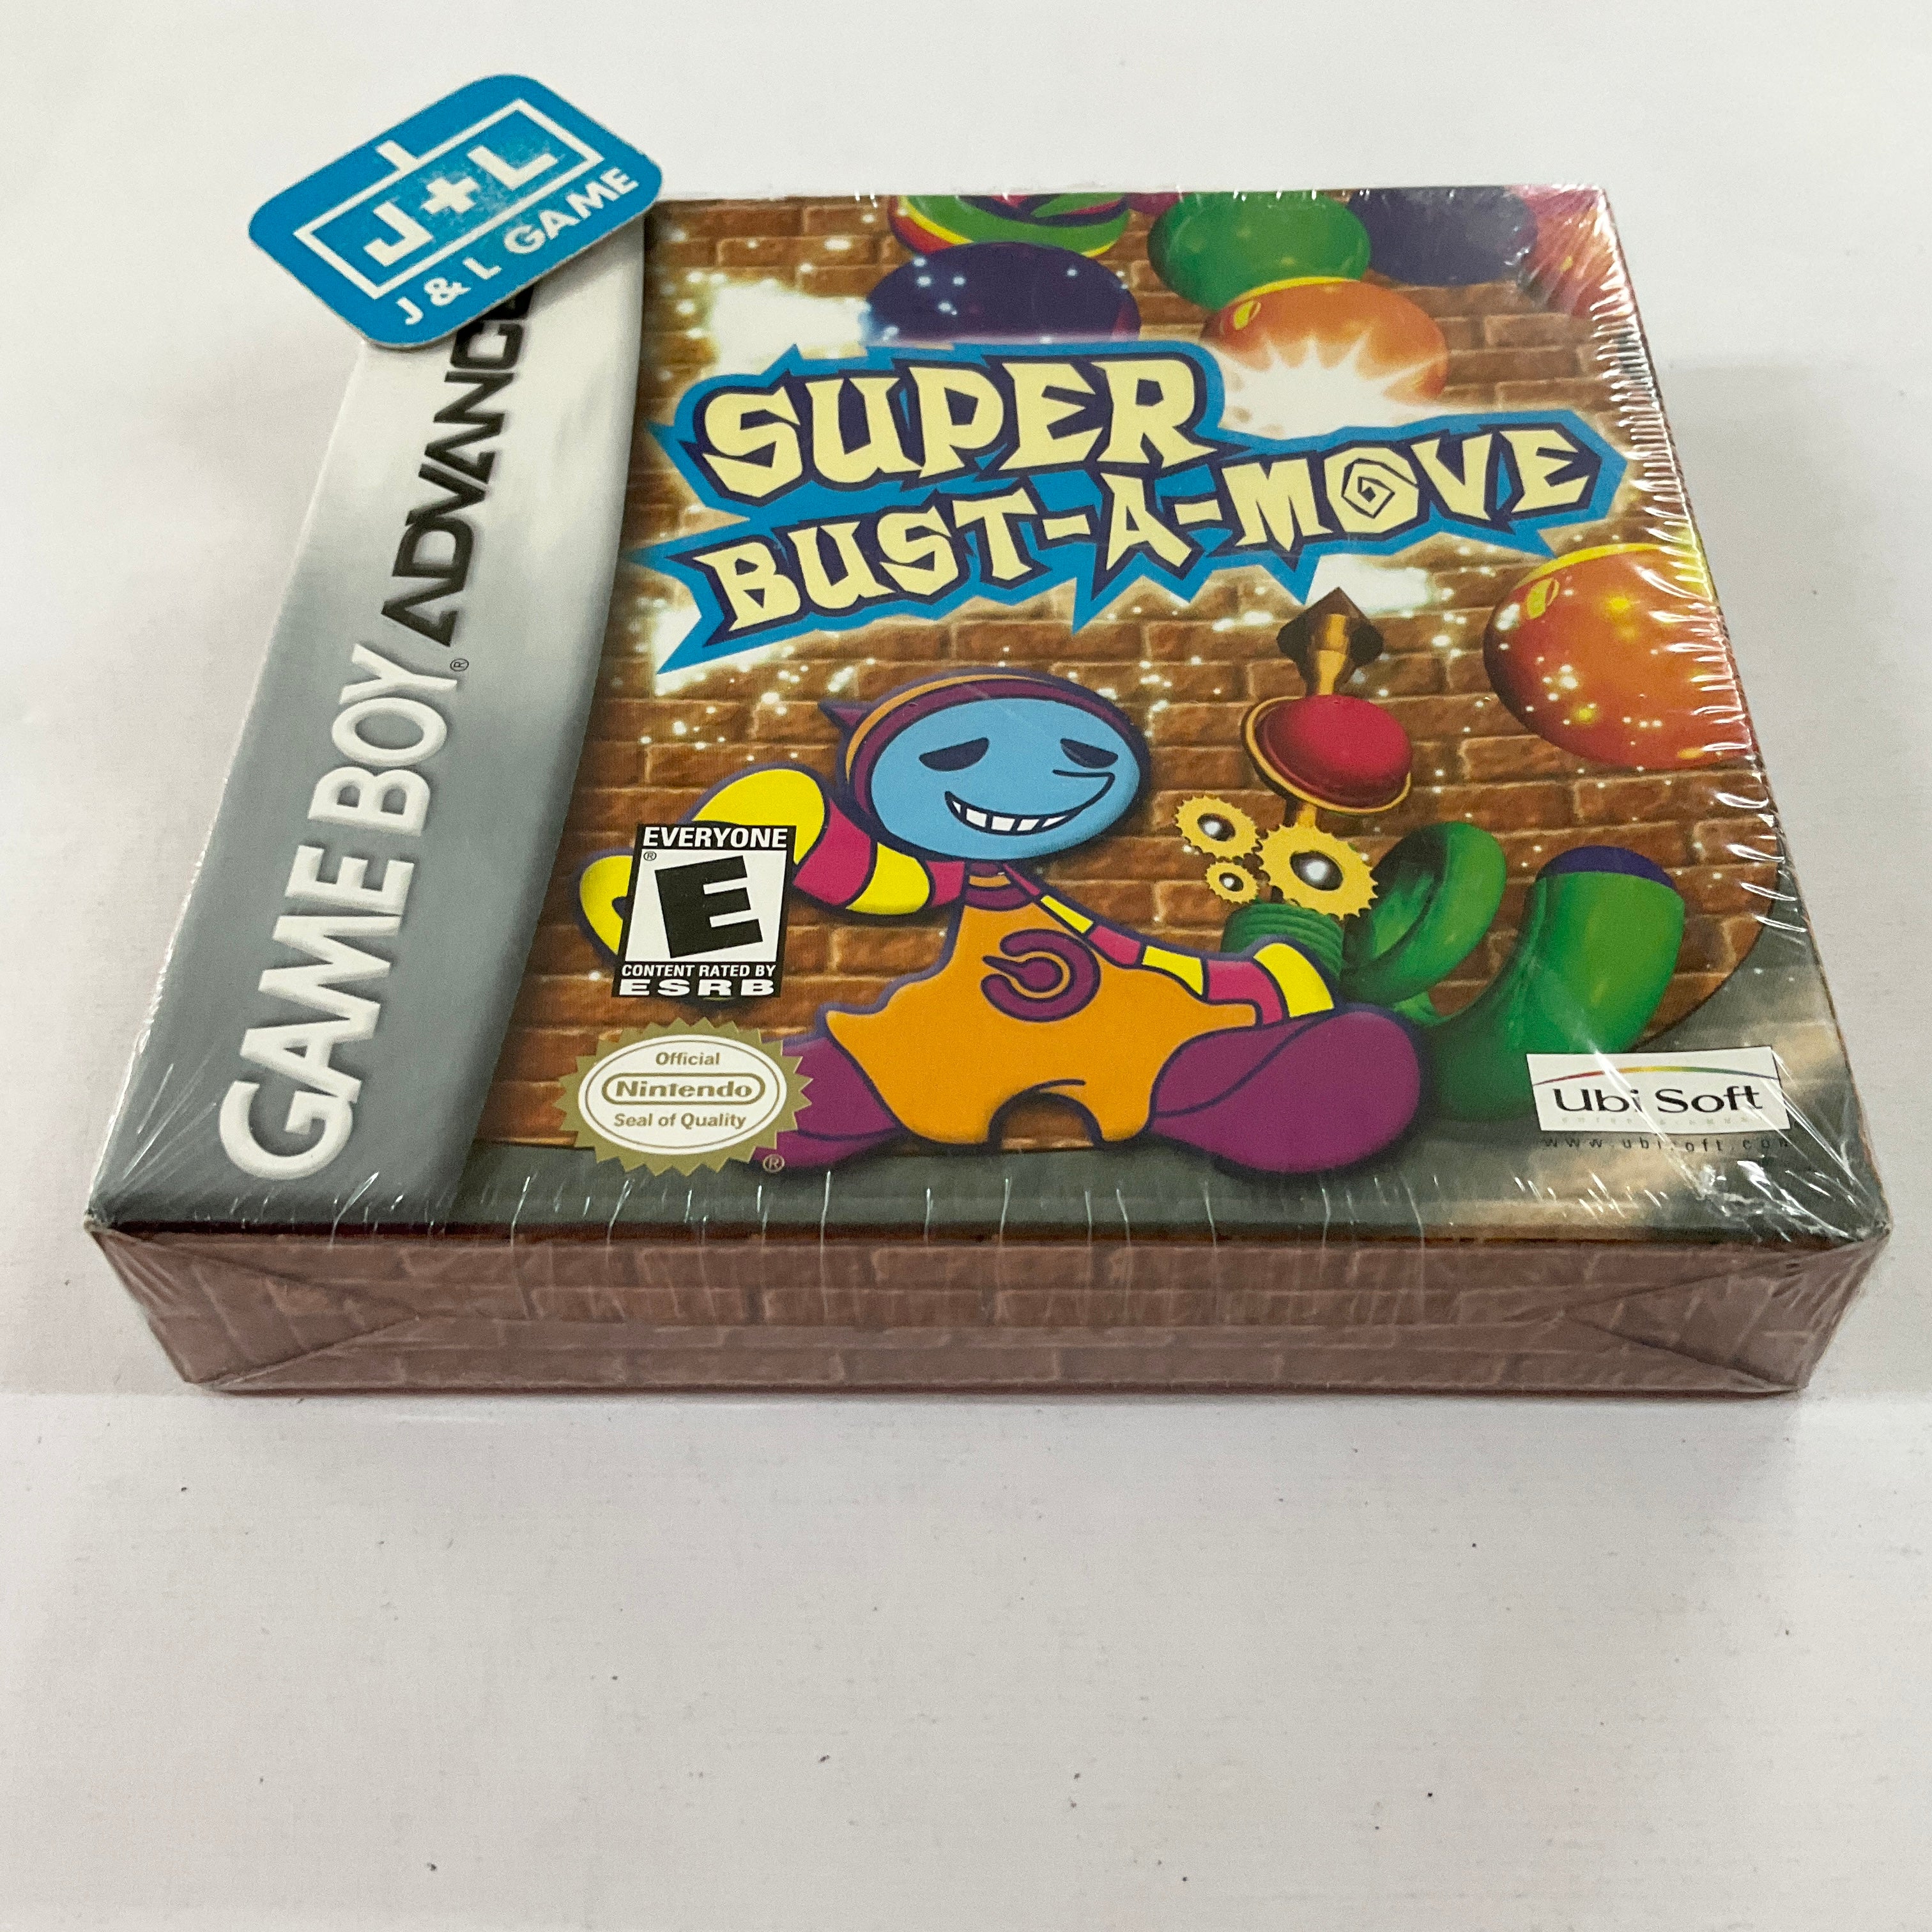 J+L
J & L GAME
GAME BOY ADVANCE
®
SUPER
BUST-A-MOVE
EVERYONE
®
E
CONTENT RATED BY
ESRB
Official
Nintendo
Seal of Quality
®
Ubi Soft
www.ubisoft.com